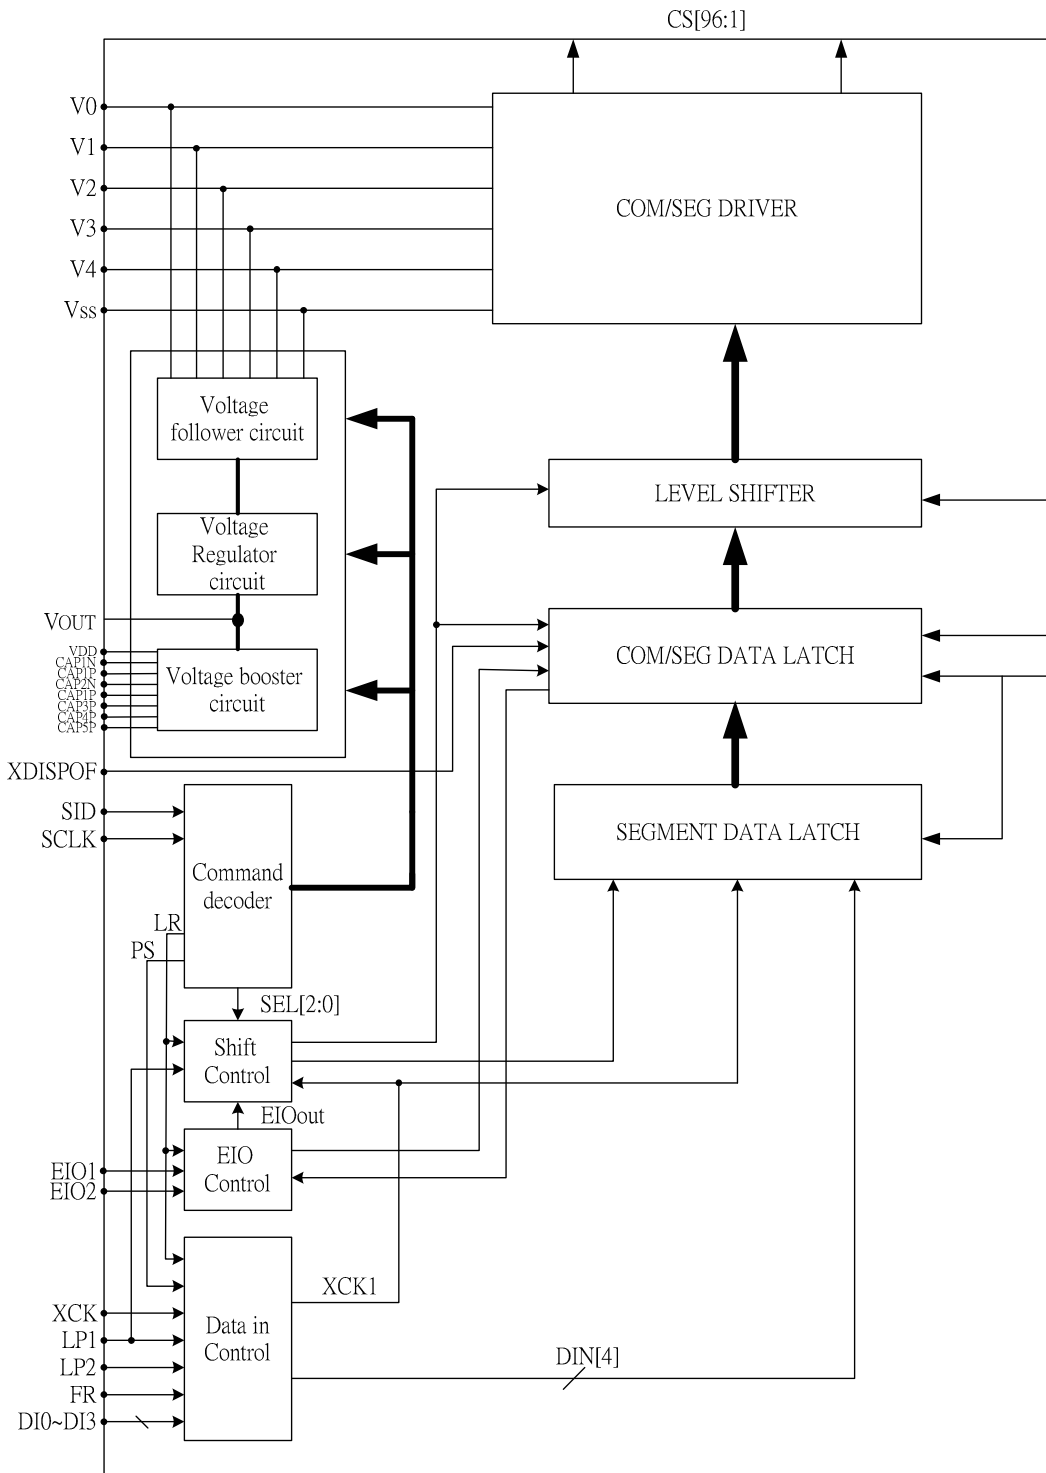 CS[96:1]
V0
V1
V2
V3
V4
Vss
COM/SEG DRIVER
Voltage
follower circuit
LEVEL SHIFTER
Voltage
Regulator
circuit
VOUT
VDD
CAP1N
CAP1P
CAP2N
CAP1P
CAP3P
CAP4P
CAP5P
Voltage booster
circuit
COM/SEG DATA LATCH
XDISPOF
SID
SCLK
Command
decoder
SEGMENT DATA LATCH
LR
PS
SEL[2:0]
Shift
Control
EIOout
EIO
Control
EIO1
EIO2
XCK1
XCK
LP1
LP2
FR
DI0~DI3
Data in
Control
DIN[4]